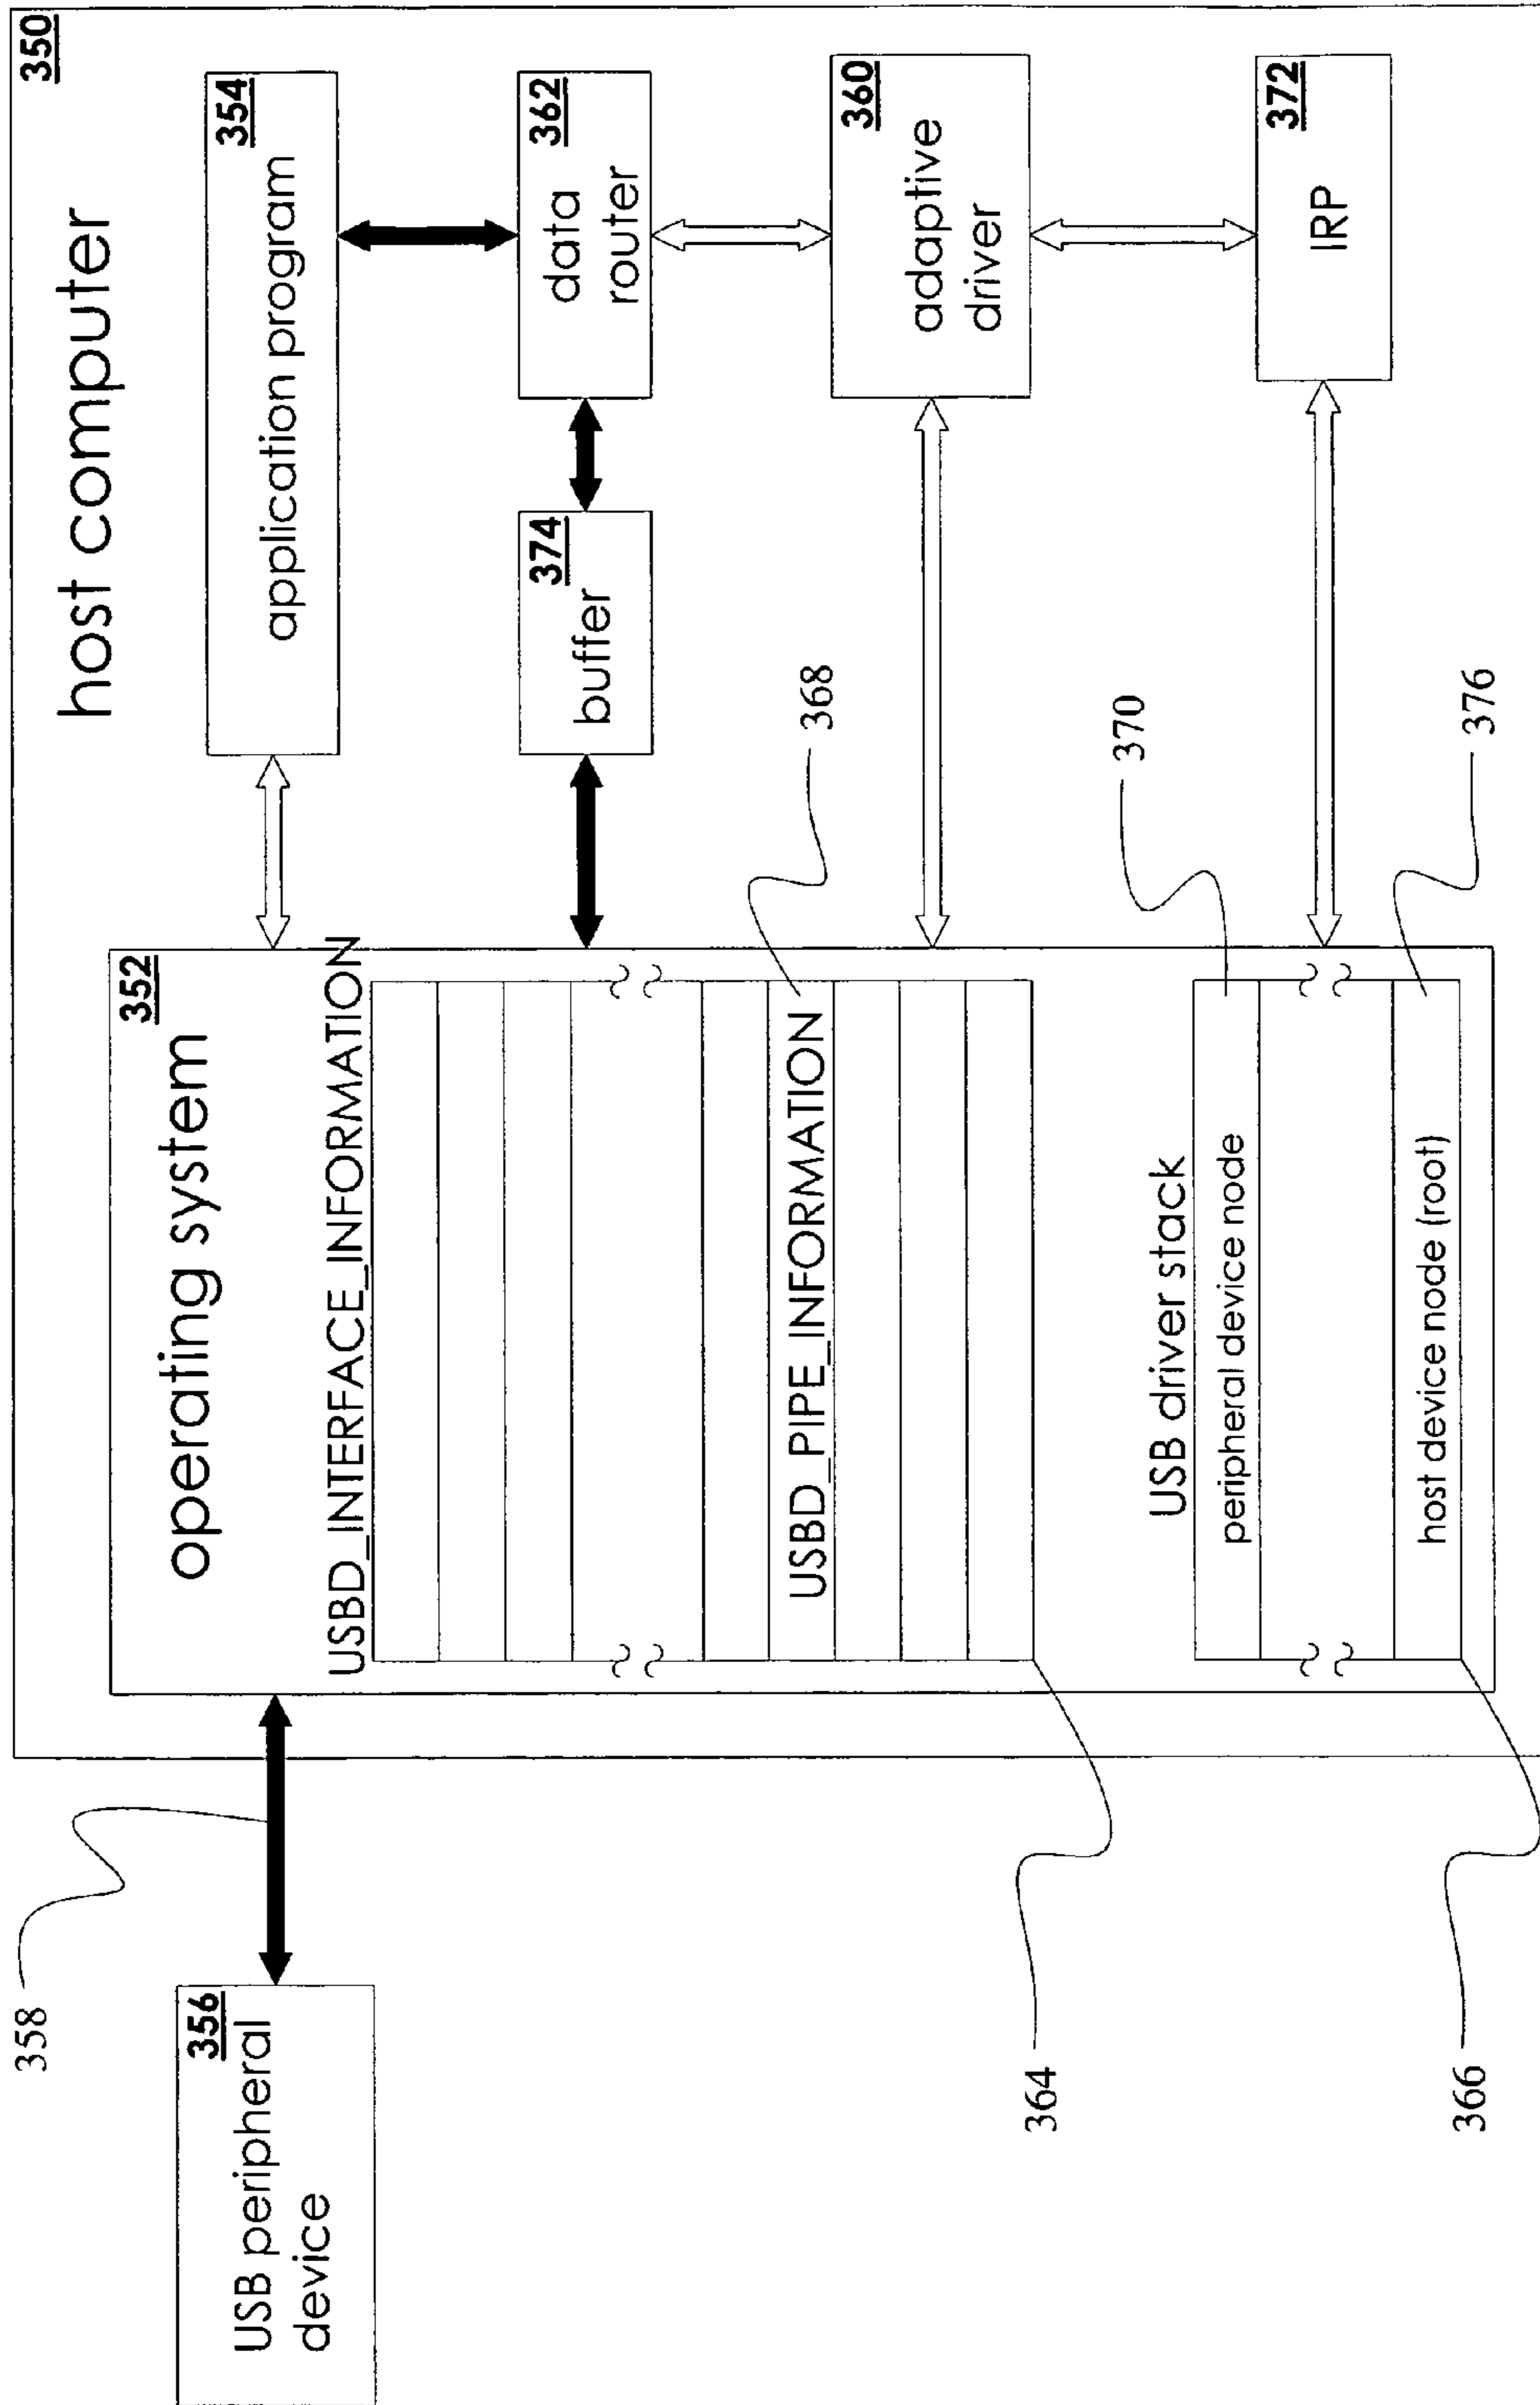 350
host computer
354
application program
362
data
router
374
buffer
360
adaptive
driver
372
IRP
352
operating system
USBD_INTERFACE_INFORMATION
USBD_PIPE_INFORMATION
368
USB driver stack
peripheral device node
370
host device node (root)
376
358
356
USB peripheral
device
364
366